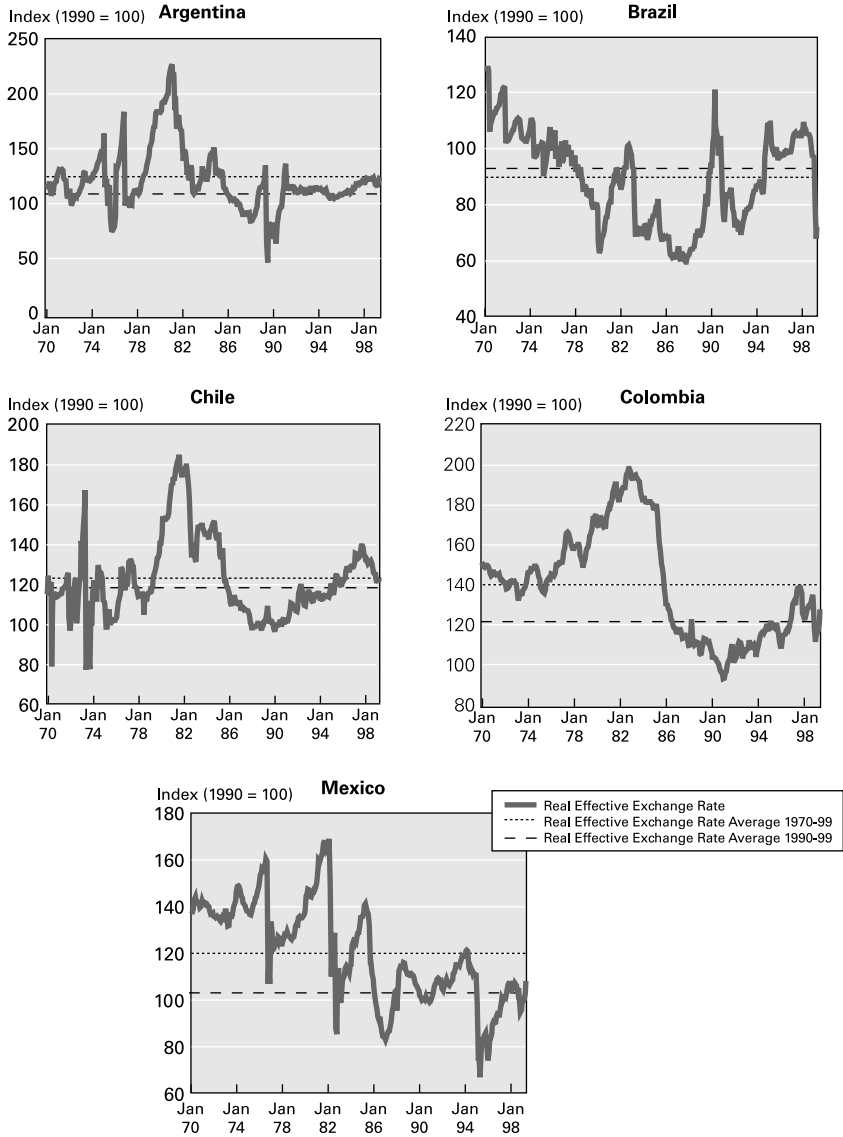 Argentina
Index (1990 = 100)
250
200
150
100
50
0
Jan Jan Jan Jan Jan Jan Jan Jan
70 74 78 82 86 90 94 98
Brazil
Index (1990 = 100)
140
120
100
80
60
40
Jan Jan Jan Jan Jan Jan Jan Jan
70 74 78 82 86 90 94 98
Chile
Index (1990 = 100)
200
180
160
140
120
100
80
60
Jan Jan Jan Jan Jan Jan Jan Jan
70 74 78 82 86 90 94 98
Colombia
Index (1990 = 100)
220
200
180
160
140
120
100
80
Jan Jan Jan Jan Jan Jan Jan Jan
70 74 78 82 86 90 94 98
Mexico
Index (1990 = 100)
180
160
140
120
100
80
60
Jan Jan Jan Jan Jan Jan Jan Jan
70 74 78 82 86 90 94 98
Real Effective Exchange Rate
Real Effective Exchange Rate Average 1970-99
Real Effective Exchange Rate Average 1990-99